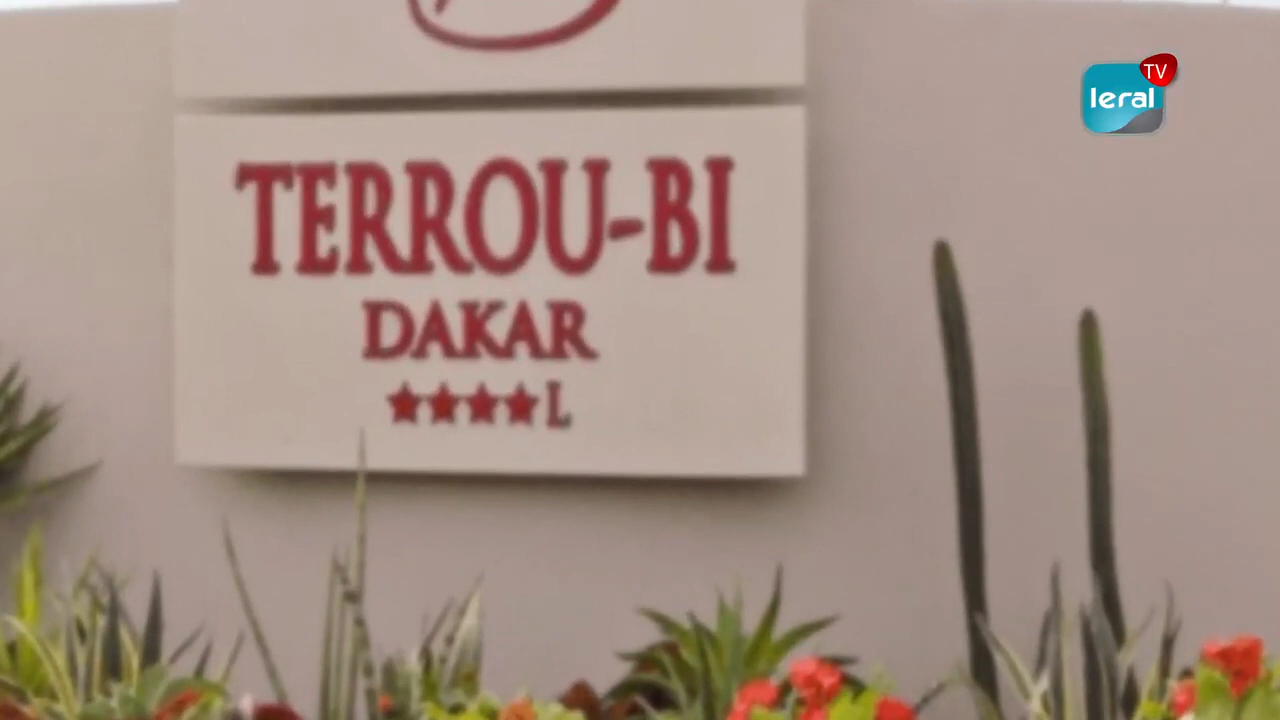 TV
leral
TERROU-BI
DAKAR
★★★★L